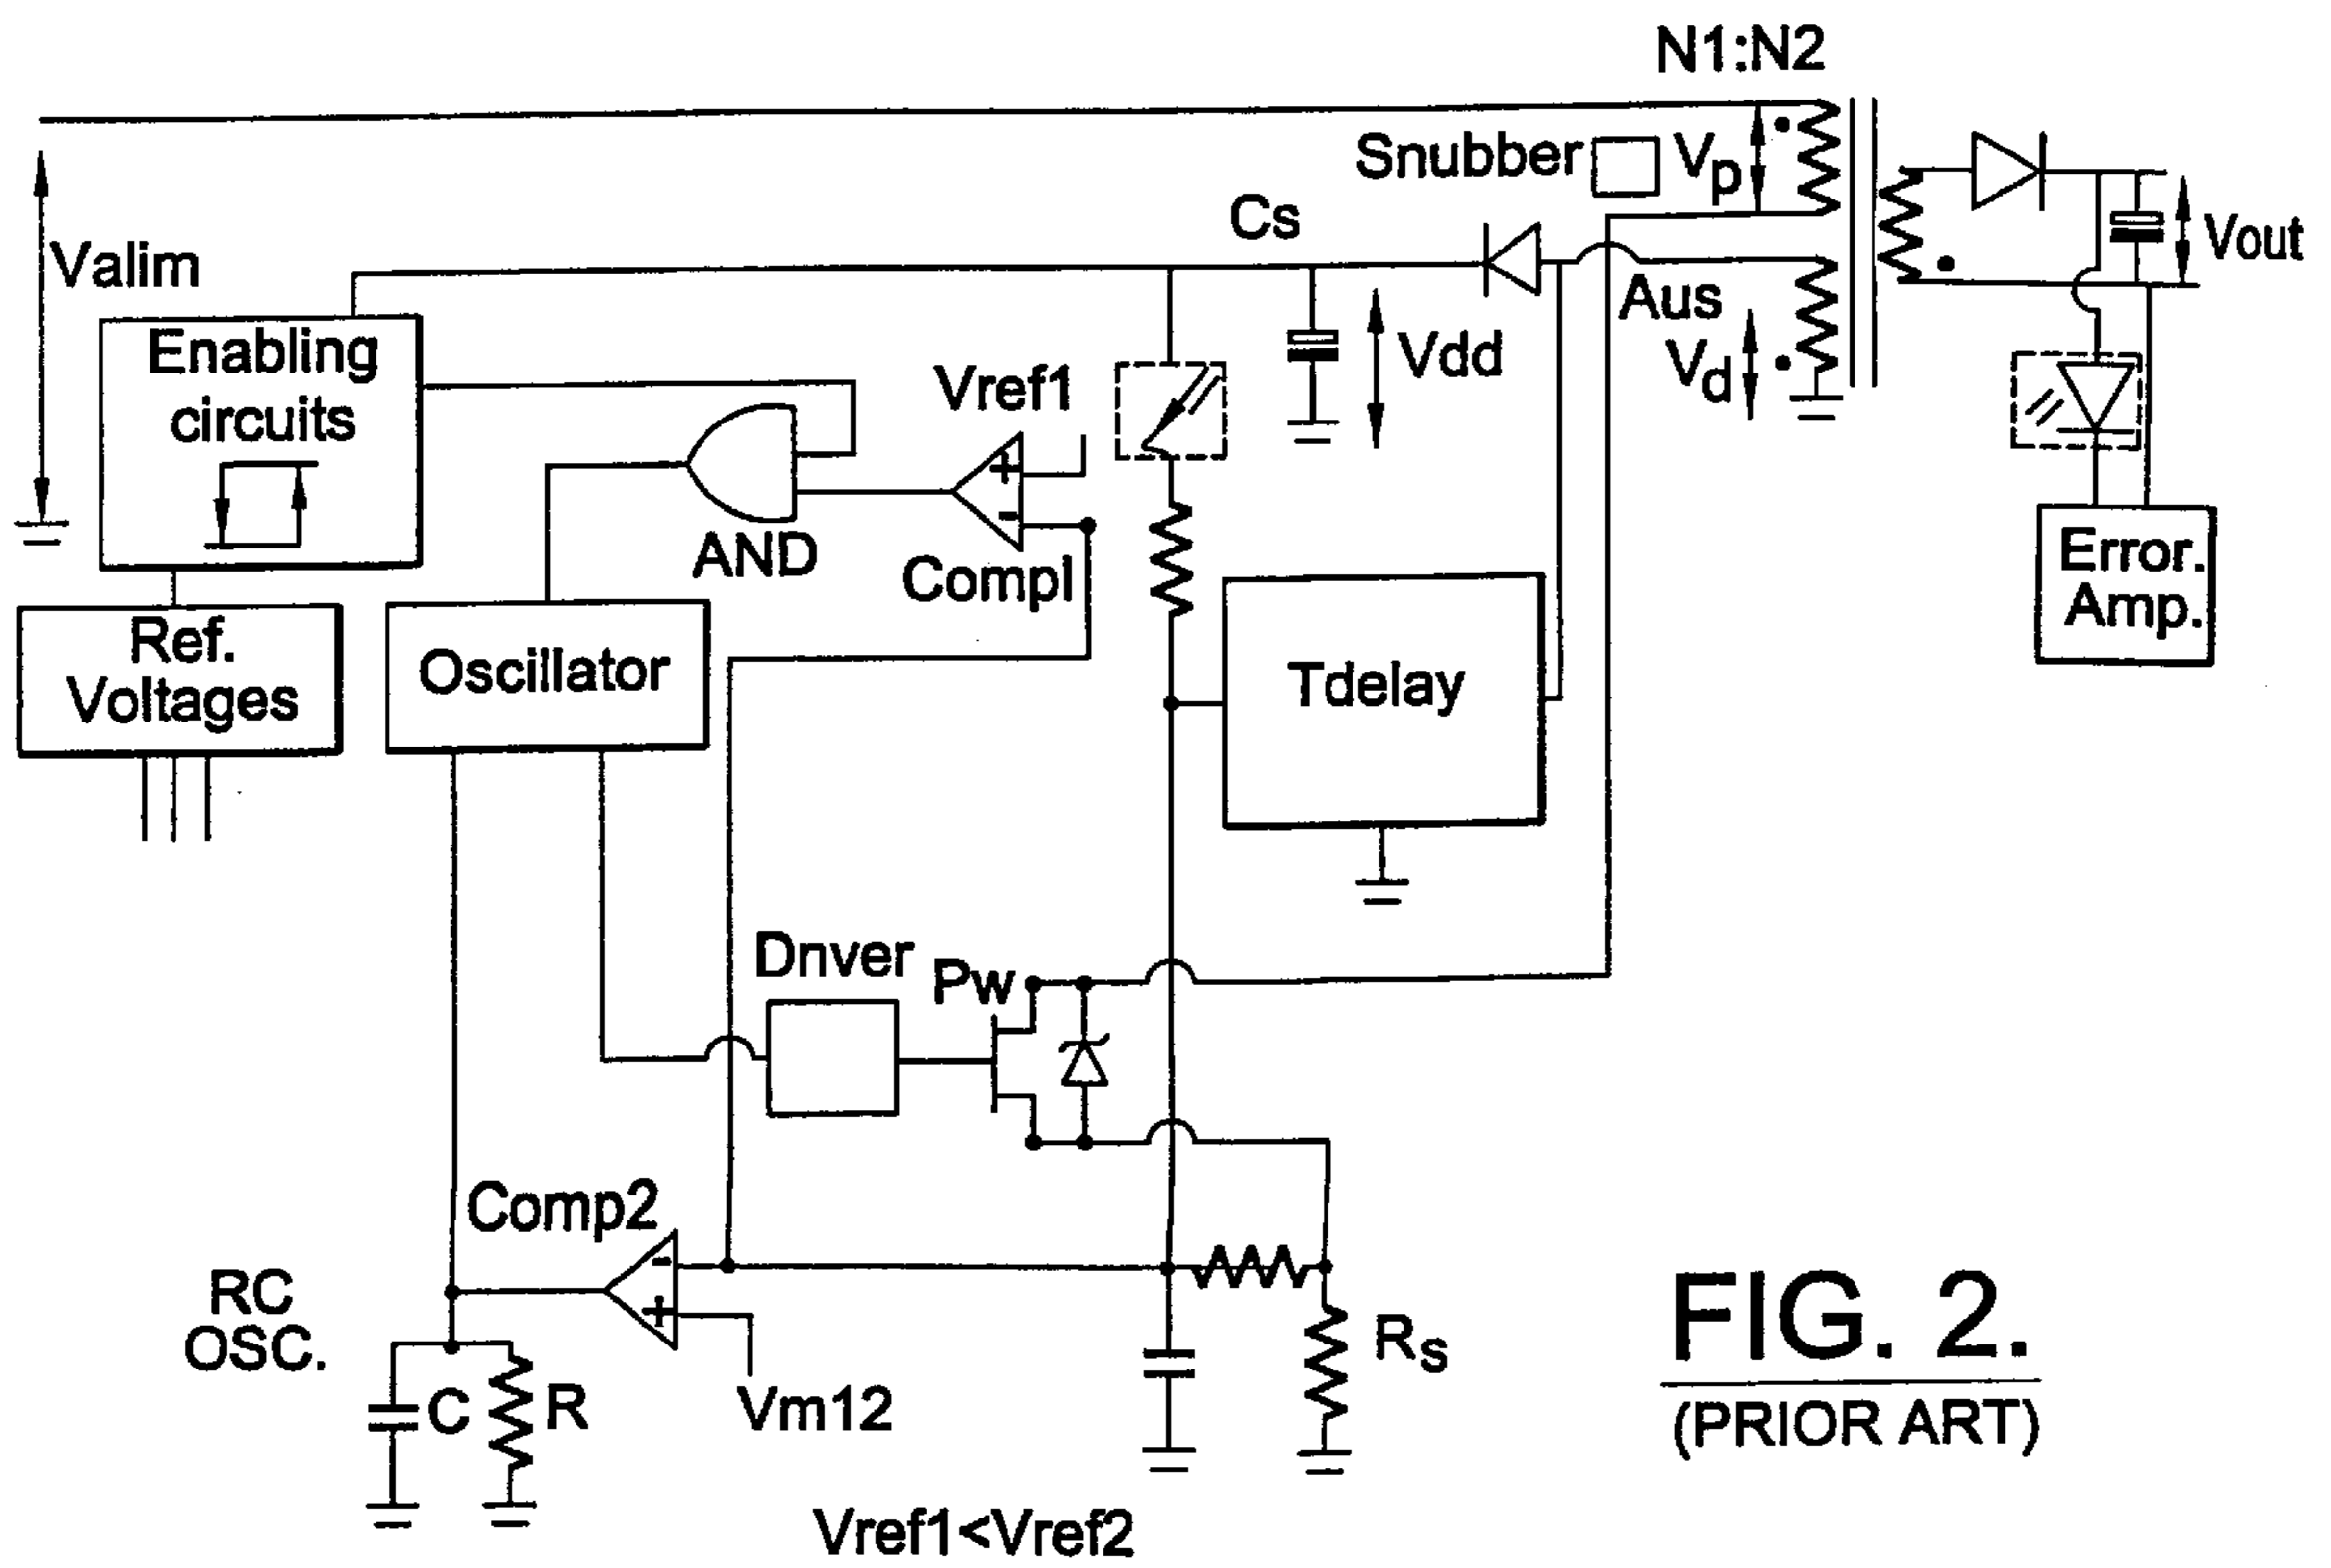 N1:N2
Snubber
Vp
Cs
Valim
Vout
Aus
Vd
Vdd
Enabling
circuits
Vref1
+
-
AND
Compl
Error.
Amp.
Ref.
Voltages
Oscillator
Tdelay
Dnver
Pw
Comp2
-
+
RC
OSC.
C
R
Vm12
Rs
FIG. 2.
(PRIOR ART)
Vref1<Vref2